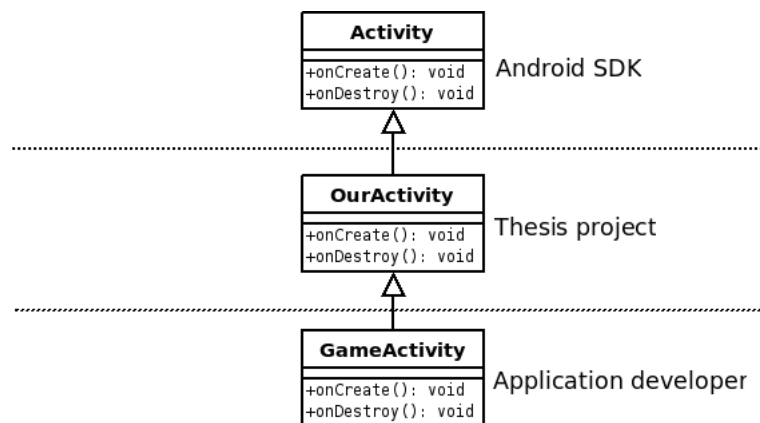 Activity
+onCreate(): void
+onDestroy(): void
Android SDK
OurActivity
+onCreate(): void
+onDestroy(): void
Thesis project
GameActivity
+onCreate(): void
+onDestroy(): void
Application developer